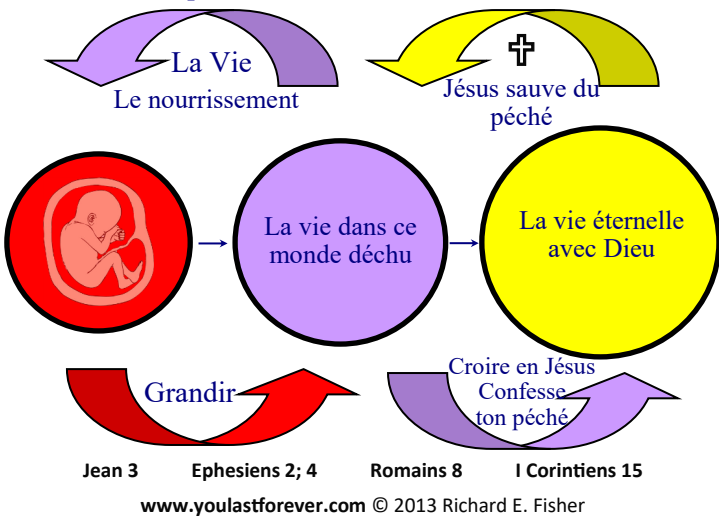 La Vie
Le nourrissement
Jésus sauve du
péché
La vie dans ce
monde déchu
La vie éternelle
avec Dieu
Grandir
Croire en Jésus
Confesse
ton péché
Jean 3 Ephesiens 2; 4 Romains 8 I Corintiens 15
www.youlastforever.com © 2013 Richard E. Fisher